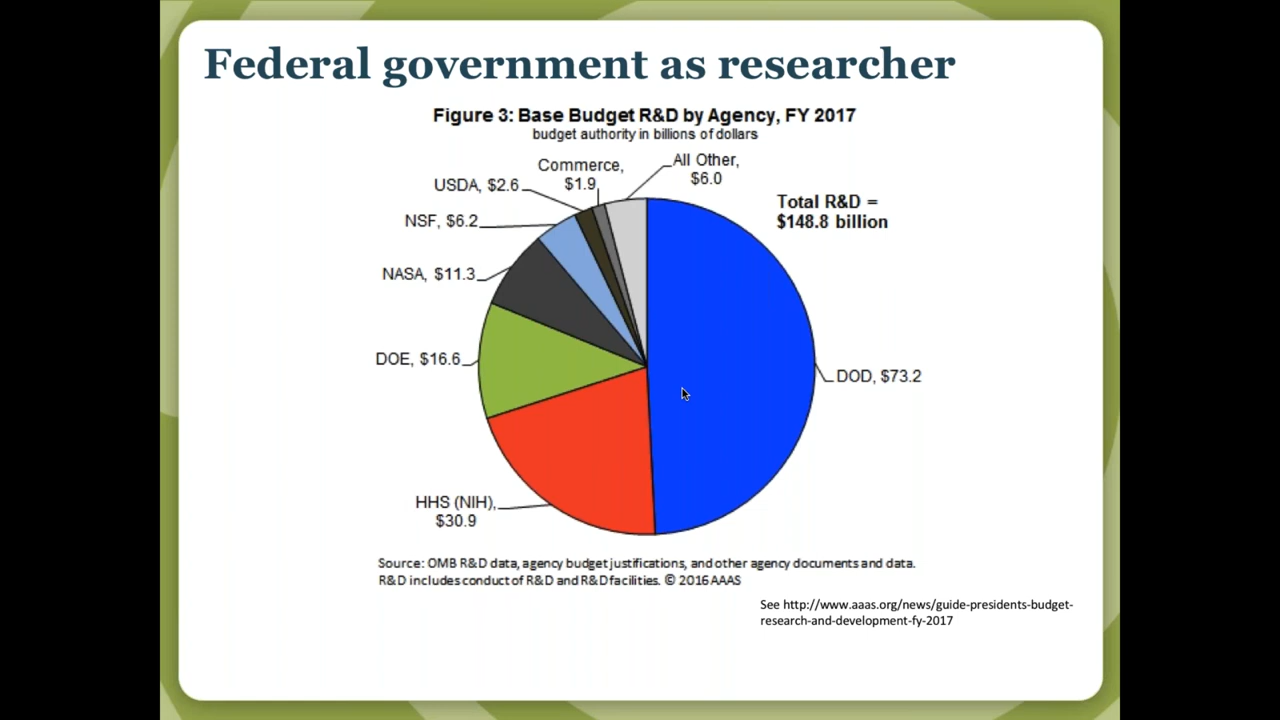 Federal government as researcher
Figure 3: Base Budget R&D by Agency, FY 2017
budget authority in billions of dollars
Commerce,
$1.9
All Other,
$6.0
USDA, $2.6
NSF, $6.2
Total R&D =
$148.8 billion
NASA, $11.3
DOE, $16.6
DOD, $73.2
HHS (NIH),
$30.9
Source: OMB R&D data, agency budget justifications, and other agency documents and data.
R&D includes conduct of R&D and R&D facilities. © 2016 AAAS
See http://www.aaas.org/news/guide-presidents-budget-
research-and-development-fy-2017